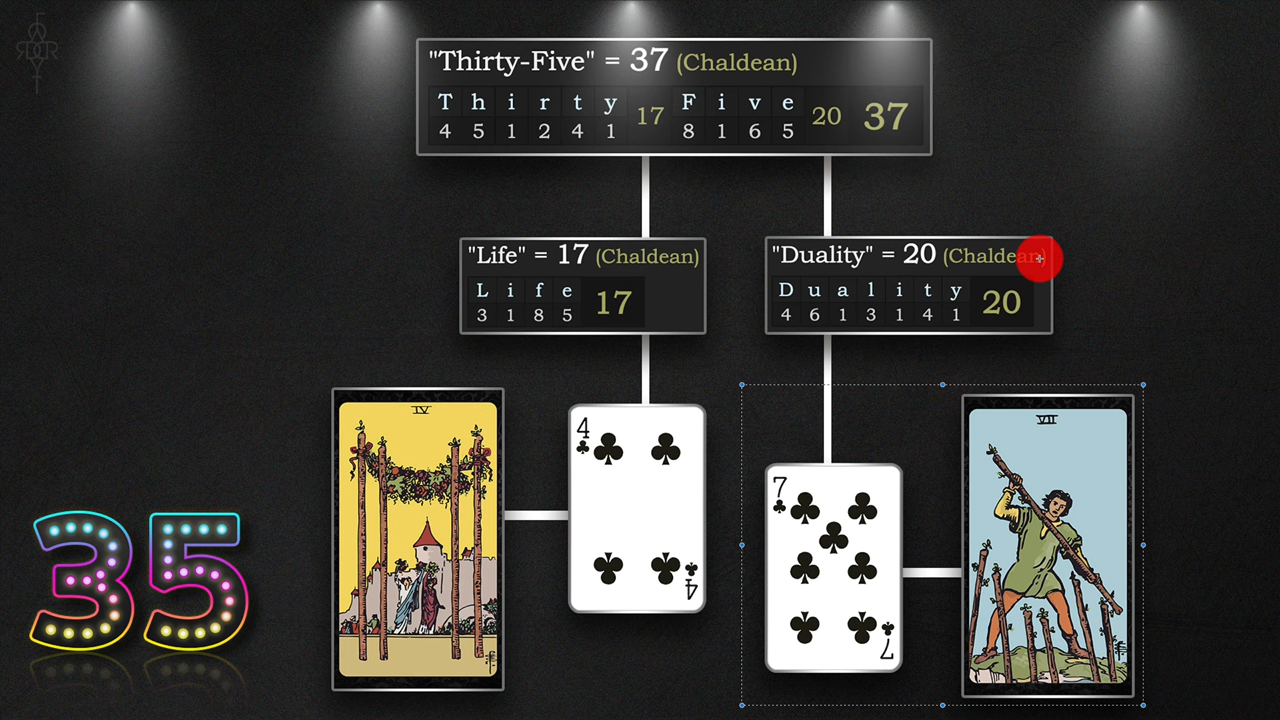 "Thirty-Five" = 37 (Chaldean)
T h i r t y 17 F i v e 20 37
4 5 1 2 4 1 8 1 6 5
"Life" = 17 (Chaldean)
L i f e 17
3 1 8 5
"Duality" = 20 (Chaldean)
D u a l i t y 20
4 6 1 3 1 4 1
IV
4
4
7
7
VII
35